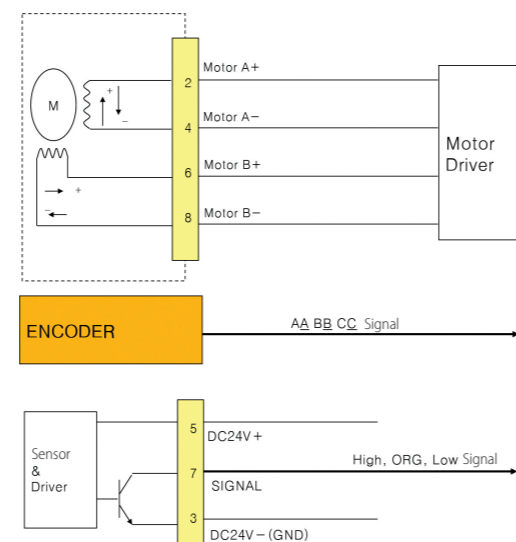 2 Motor A+
M
+
−
4 Motor A−
Motor
Driver
6 Motor B+
+
−
8 Motor B−
ENCODER
AA BB CC Signal
5
DC24V+
Sensor
&
Driver
High, ORG, Low Signal
7
SIGNAL
3
DC24V−(GND)